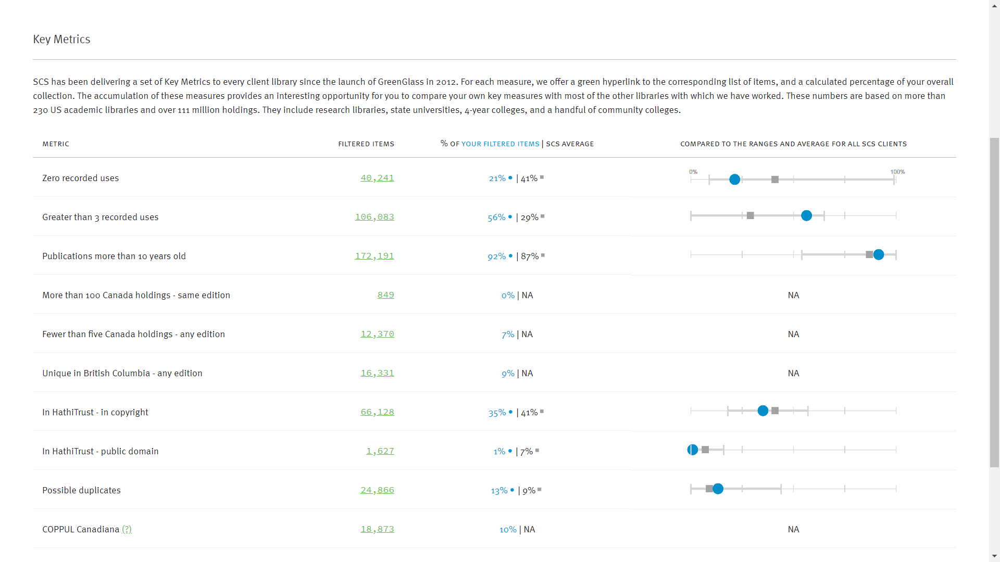 Key Metrics
SCS has been delivering a set of Key Metrics to every client library since the launch of GreenGlass in 2012. For each measure, we offer a green hyperlink to the corresponding list of items, and a calculated percentage of your overall
collection. The accumulation of these measures provides an interesting opportunity for you to compare your own key measures with most of the other libraries with which we have worked. These numbers are based on more than
230 US academic libraries and over 111 million holdings. They include research libraries, state universities, 4-year colleges, and a handful of community colleges.
METRIC FILTERED ITEMS % OF YOUR FILTERED ITEMS | SCS AVERAGE COMPARED TO THE RANGES AND AVERAGE FOR ALL SCS CLIENTS
0% 100%
Zero recorded uses 40,241 21% | 41%
Greater than 3 recorded uses 106,083 56% | 29%
Publications more than 10 years old 172,191 92% | 87%
More than 100 Canada holdings - same edition 849 0% | NA NA
Fewer than five Canada holdings - any edition 12,370 7% | NA NA
Unique in British Columbia - any edition 16,331 9% | NA NA
In HathiTrust - in copyright 66,128 35% | 41%
In HathiTrust - public domain 1,627 1% | 7%
Possible duplicates 24,866 13% | 9%
COPPUL Canadiana (?) 18,873 10% | NA NA